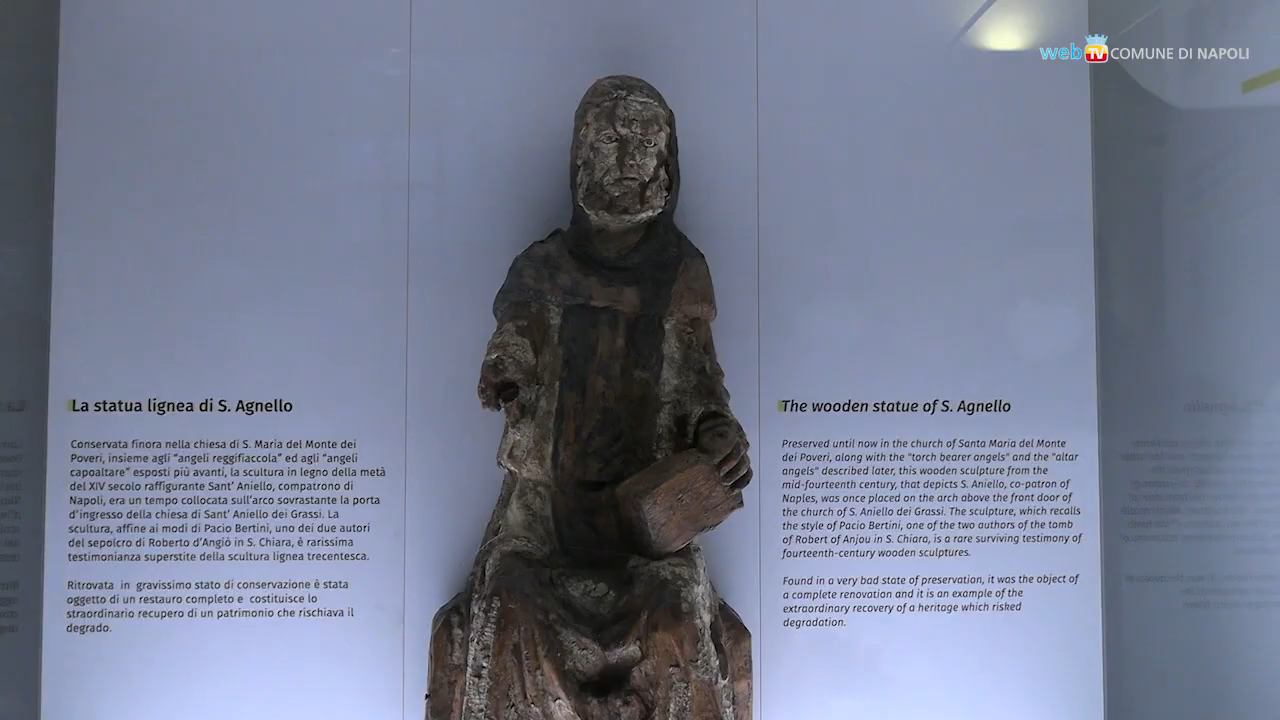 web TV COMUNE DI NAPOLI
La statua lignea di S. Agnello
Conservata finora nella chiesa di S. Maria del Monte dei
Poveri, insieme agli "angeli reggifiaccola" ed agli "angeli
capoaltare" esposti più avanti, la scultura in legno della metà
del XIV secolo raffigurante Sant' Aniello, compatrono di
Napoli, era un tempo collocata sull'arco sovrastante la porta
d'ingresso della chiesa di Sant' Aniello dei Grassi. La
scultura, affine ai modi di Pacio Bertini, uno dei due autori
del sepolcro di Roberto d'Angiò in S. Chiara, è rarissima
testimonianza superstite della scultura lignea trecentesca.
Ritrovata in gravissimo stato di conservazione è stata
oggetto di un restauro completo e costituisce lo
straordinario recupero di un patrimonio che rischiava il
degrado.
The wooden statue of S. Agnello
Preserved until now in the church of Santa Maria del Monte
dei Poveri, along with the "torch bearer angels" and the "altar
angels" described later, this wooden sculpture from the
mid-fourteenth century, that depicts S. Aniello, co-patron of
Naples, was once placed on the arch above the front door of
the church of S. Aniello dei Grassi. The sculpture, which recalls
the style of Pacio Bertini, one of the two authors of the tomb
of Robert of Anjou in S. Chiara, is a rare surviving testimony of
fourteenth-century wooden sculptures.
Found in a very bad state of preservation, it was the object of
a complete renovation and it is an example of the
extraordinary recovery of a heritage which risked
degradation.